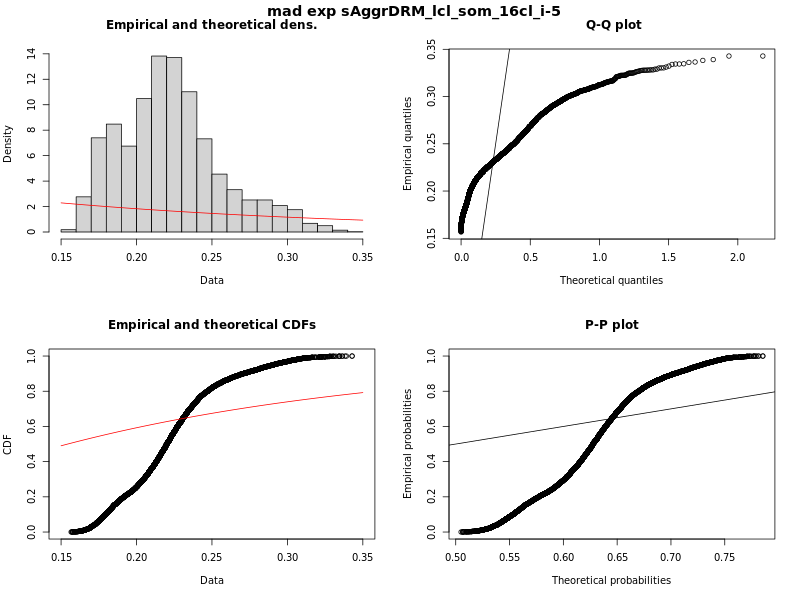 mad exp sAggrDRM_lcl_som_16cl_i-5
Empirical and theoretical dens.
Density
0 2 4 6 8 10 12 14
0.15 0.20 0.25 0.30 0.35
Data
Q-Q plot
Empirical quantiles
0.15 0.20 0.25 0.30 0.35
0.0 0.5 1.0 1.5 2.0
Theoretical quantiles
Empirical and theoretical CDFs
CDF
0.0 0.2 0.4 0.6 0.8 1.0
0.15 0.20 0.25 0.30 0.35
Data
P-P plot
Empirical probabilities
0.0 0.2 0.4 0.6 0.8 1.0
0.50 0.55 0.60 0.65 0.70 0.75
Theoretical probabilities